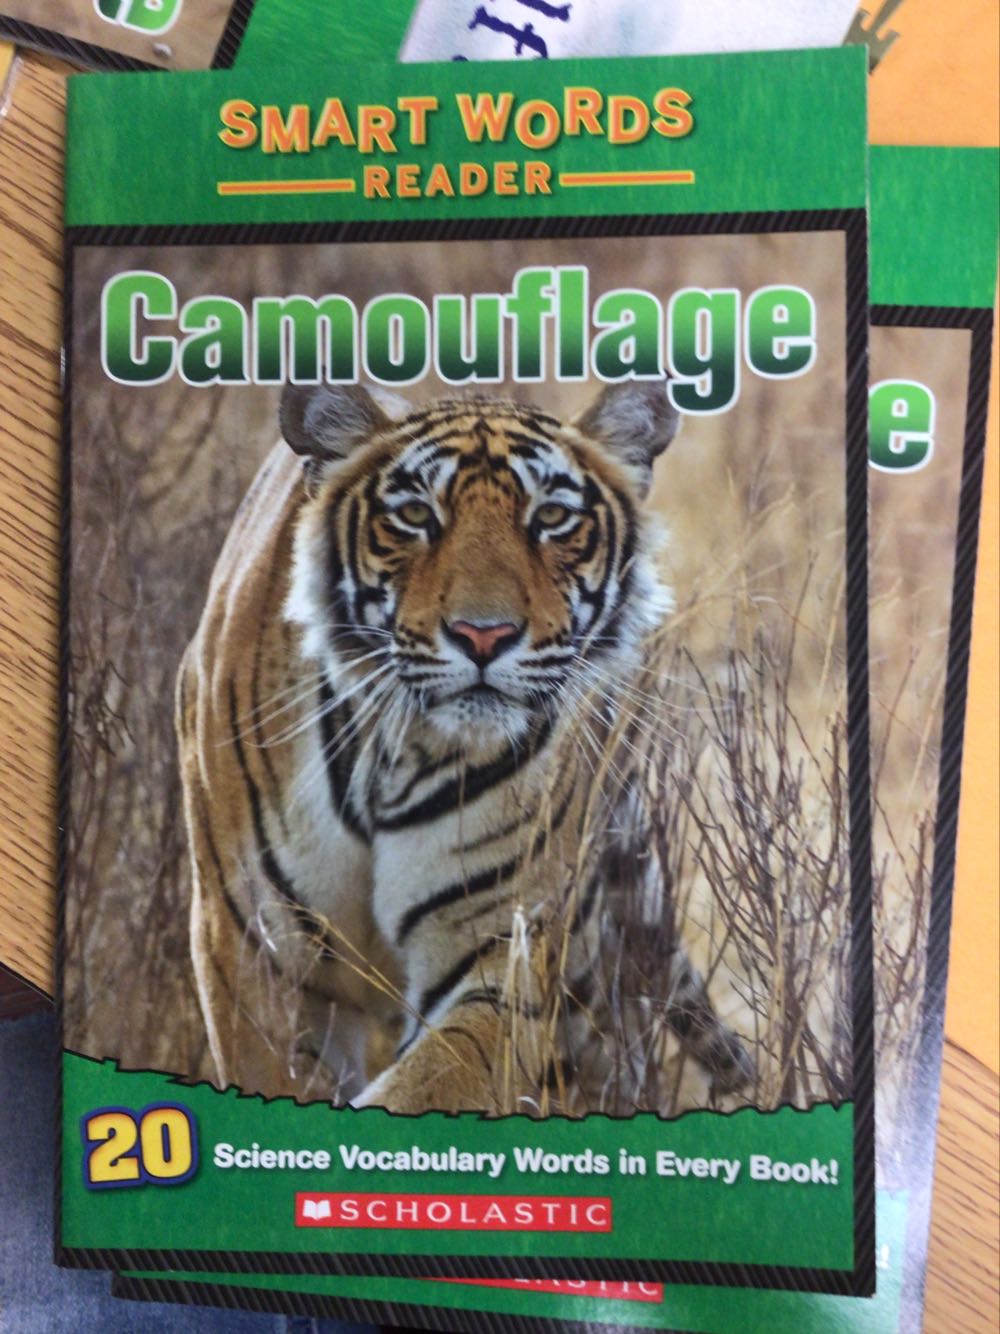 SMART WORDS
READER
Camouflage
e
20 Science Vocabulary Words in Every Book!
SCHOLASTIC